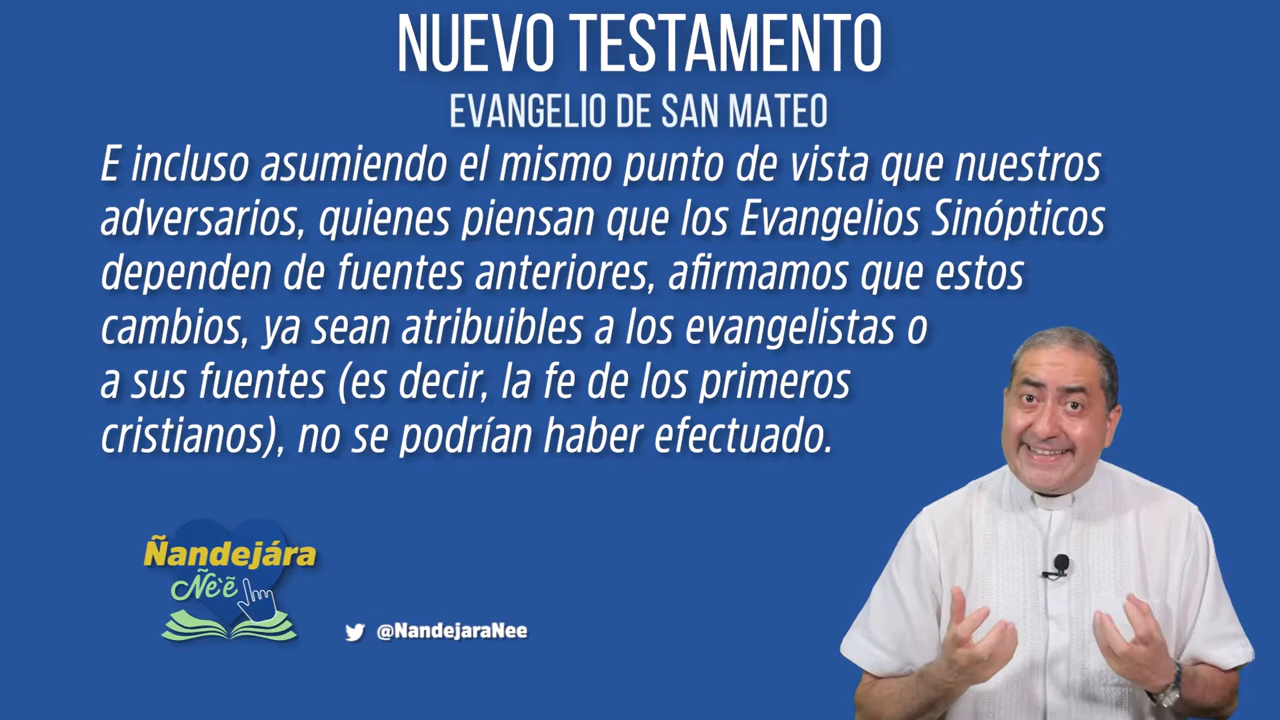 NUEVO TESTAMENTO
EVANGELIO DE SAN MATEO
E incluso asumiendo el mismo punto de vista que nuestros
adversarios, quienes piensan que los Evangelios Sinópticos
dependen de fuentes anteriores, afirmamos que estos
cambios, ya sean atribuibles a los evangelistas o
a sus fuentes (es decir, la fe de los primeros
cristianos), no se podrían haber efectuado.
Ñandejára
Ñe'ẽ
@NandejaraNee